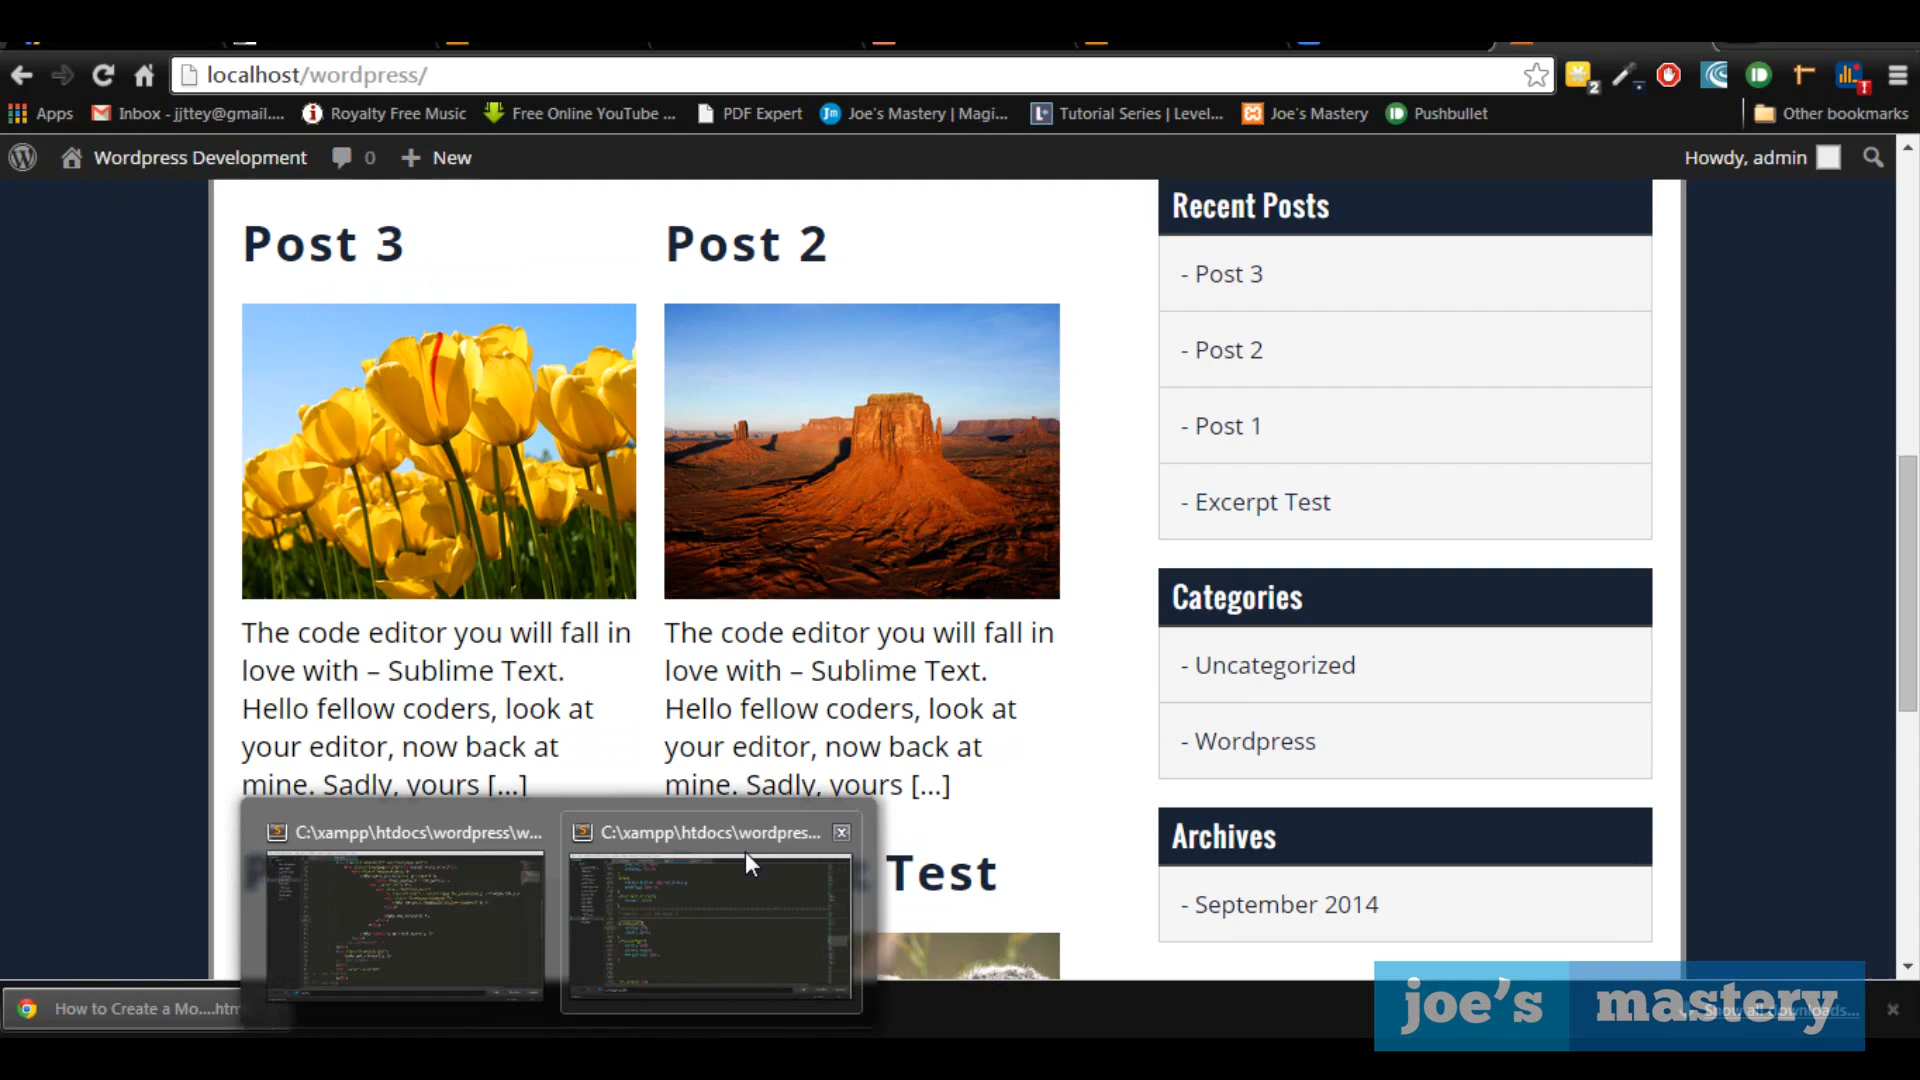 localhost/wordpress/
2
Apps
Inbox - jjttey@gmail....
Royalty Free Music
Free Online YouTube ...
PDF Expert
Joe's Mastery | Magi...
Tutorial Series | Level...
Joe's Mastery
Pushbullet
Other bookmarks
Wordpress Development
0
New
Howdy, admin
Post 3
Post 2
The code editor you will fall in
love with – Sublime Text.
Hello fellow coders, look at
your editor, now back at
mine. Sadly, yours [...]
The code editor you will fall in
love with – Sublime Text.
Hello fellow coders, look at
your editor, now back at
mine. Sadly, yours [...]
Test
Recent Posts
- Post 3
- Post 2
- Post 1
- Excerpt Test
Categories
- Uncategorized
- Wordpress
Archives
- September 2014
C:\xampp\htdocs\wordpress\w...
C:\xampp\htdocs\wordpres...
How to Create a Mo....htm
joe's mastery
Show all downloads...